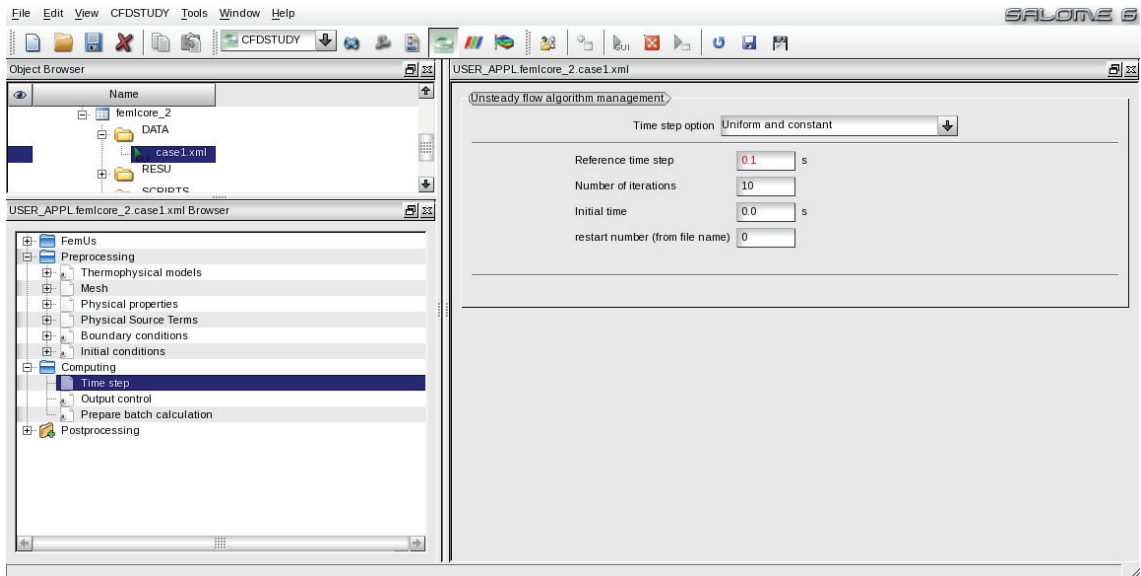 File Edit View CFDSTUDY Tools Window Help
SALOME 6
CFDSTUDY
Object Browser
Name
femlcore_2
DATA
case1.xml
RESU
SCRIPTS
USER_APPL.femlcore_2.case1.xml Browser
FemUs
Preprocessing
Thermophysical models
Mesh
Physical properties
Physical Source Terms
Boundary conditions
Initial conditions
Computing
Time step
Output control
Prepare batch calculation
Postprocessing
USER_APPL.femlcore_2.case1.xml
Unsteady flow algorithm management
Time step option Uniform and constant
Reference time step 0.1 s
Number of iterations 10
Initial time 0.0 s
restart number (from file name) 0